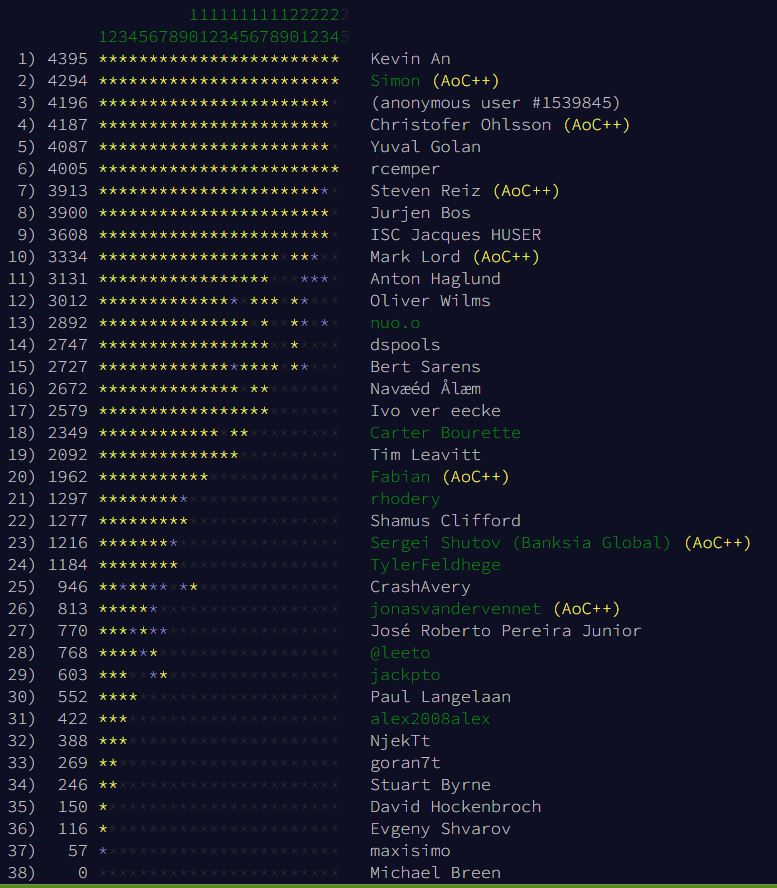 1111111111222222
1234567890123456789012345
1) 4395 ************************ Kevin An
2) 4294 ************************ Simon (AoC++)
3) 4196 ************************ (anonymous user #1539845)
4) 4187 ************************ Christofer Ohlsson (AoC++)
5) 4087 ************************ Yuval Golan
6) 4005 ************************ rcemper
7) 3913 ************************ Steven Reiz (AoC++)
8) 3900 ************************ Jurjen Bos
9) 3608 ************************ ISC Jacques HUSER
10) 3334 ************************ Mark Lord (AoC++)
11) 3131 ************************ Anton Haglund
12) 3012 ************************ Oliver Wilms
13) 2892 ************************ nuo.o
14) 2747 ************************ dspools
15) 2727 ************************ Bert Sarens
16) 2672 ************************ Navæéd Ålæm
17) 2579 ************************ Ivo ver eecke
18) 2349 ************************ Carter Bourette
19) 2092 ************************ Tim Leavitt
20) 1962 ************************ Fabian (AoC++)
21) 1297 ************************ rhodery
22) 1277 ************************ Shamus Clifford
23) 1216 ************************ Sergei Shutov (Banksia Global) (AoC++)
24) 1184 ************************ TylerFeldhege
25) 946 ************************ CrashAvery
26) 813 ************************ jonasvandervennet (AoC++)
27) 770 ************************ José Roberto Pereira Junior
28) 768 ************************ @leeto
29) 603 ************************ jackpto
30) 552 ************************ Paul Langelaan
31) 422 ************************ alex2008alex
32) 388 ************************ NjekTt
33) 269 ************************ goran7t
34) 246 ************************ Stuart Byrne
35) 150 ************************ David Hockenbroch
36) 116 ************************ Evgeny Shvarov
37) 57 ************************ maxisimo
38) 0 ************************ Michael Breen